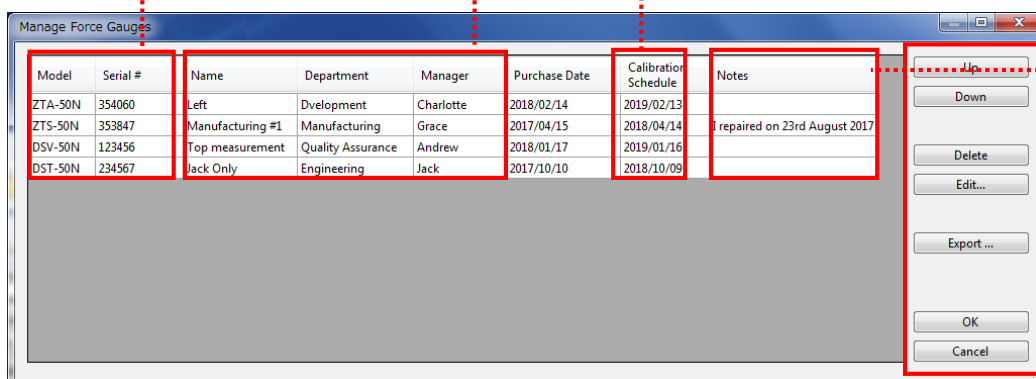 Manage Force Gauges
Model Serial # Name Department Manager Purchase Date Calibration Schedule Notes
ZTA-50N 354060 Left Dvelopment Charlotte 2018/02/14 2019/02/13
ZTS-50N 353847 Manufacturing #1 Manufacturing Grace 2017/04/15 2018/04/14 I repaired on 23rd August 2017
DSV-50N 123456 Top measurement Quality Assurance Andrew 2018/01/17 2019/01/16
DST-50N 234567 Jack Only Engineering Jack 2017/10/10 2018/10/09
Up
Down
Delete
Edit...
Export ...
OK
Cancel